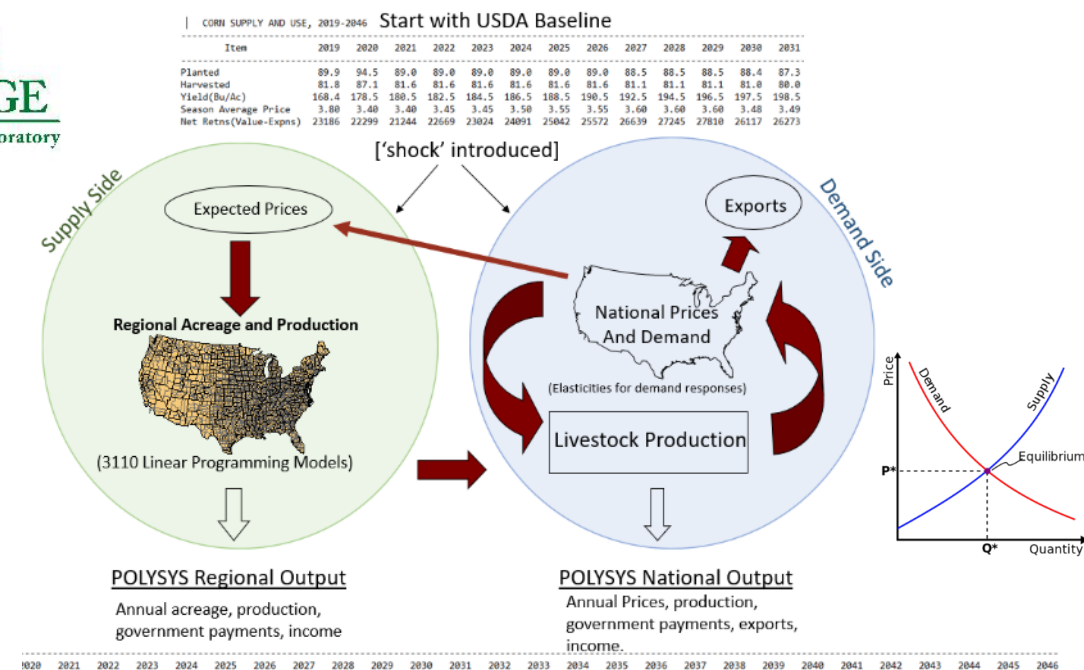 CORN SUPPLY AND USE, 2019-2046 Start with USDA Baseline
Item 2019 2020 2021 2022 2023 2024 2025 2026 2027 2028 2029 2030 2031
Planted 89.9 94.5 89.0 89.0 89.0 89.0 89.0 89.0 88.5 88.5 88.5 88.4 87.3
Harvested 81.8 87.1 81.6 81.6 81.6 81.6 81.6 81.6 81.1 81.1 81.1 81.0 80.0
Yield(Bu/Ac) 168.4 178.5 180.5 182.5 184.5 186.5 188.5 190.5 192.5 194.5 196.5 197.5 198.5
Season Average Price 3.80 3.40 3.40 3.45 3.45 3.50 3.55 3.55 3.60 3.60 3.60 3.48 3.49
Net Retns(Value-Expns) 23186 22299 21244 22669 23024 24091 25042 25572 26639 27245 27810 26117 26273
GE
oratory
['shock' introduced]
Supply Side
Demand Side
Expected Prices
Exports
Regional Acreage and Production
(3110 Linear Programming Models)
National Prices
And Demand
(Elasticities for demand responses)
Livestock Production
Price
Demand
Supply
Equilibrium
P*
Q*
Quantity
POLYSYS Regional Output
Annual acreage, production,
government payments, income
POLYSYS National Output
Annual Prices, production,
government payments, exports,
income.
2020 2021 2022 2023 2024 2025 2026 2027 2028 2029 2030 2031 2032 2033 2034 2035 2036 2037 2038 2039 2040 2041 2042 2043 2044 2045 2046